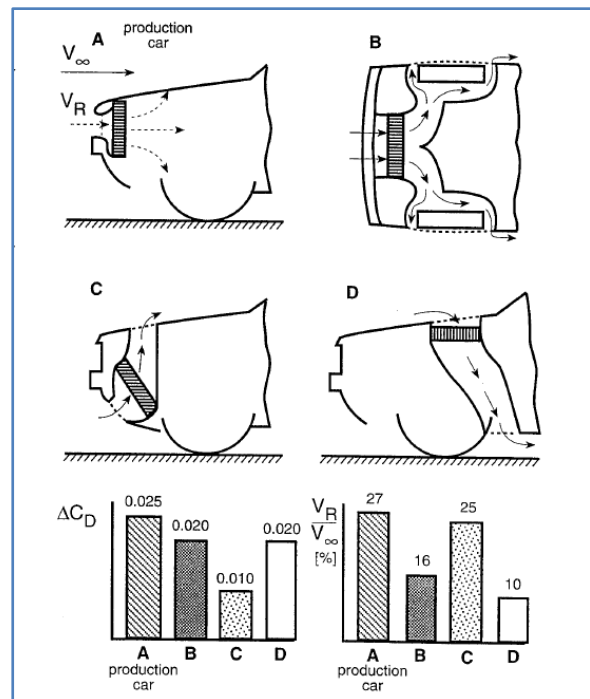 production
car
A
V∞
V_R
B
C
D
ΔC_D
0.025
0.020
0.010
0.020
A
B
C
D
production
car
V_R
V∞
[%]
27
16
25
10
A
B
C
D
production
car